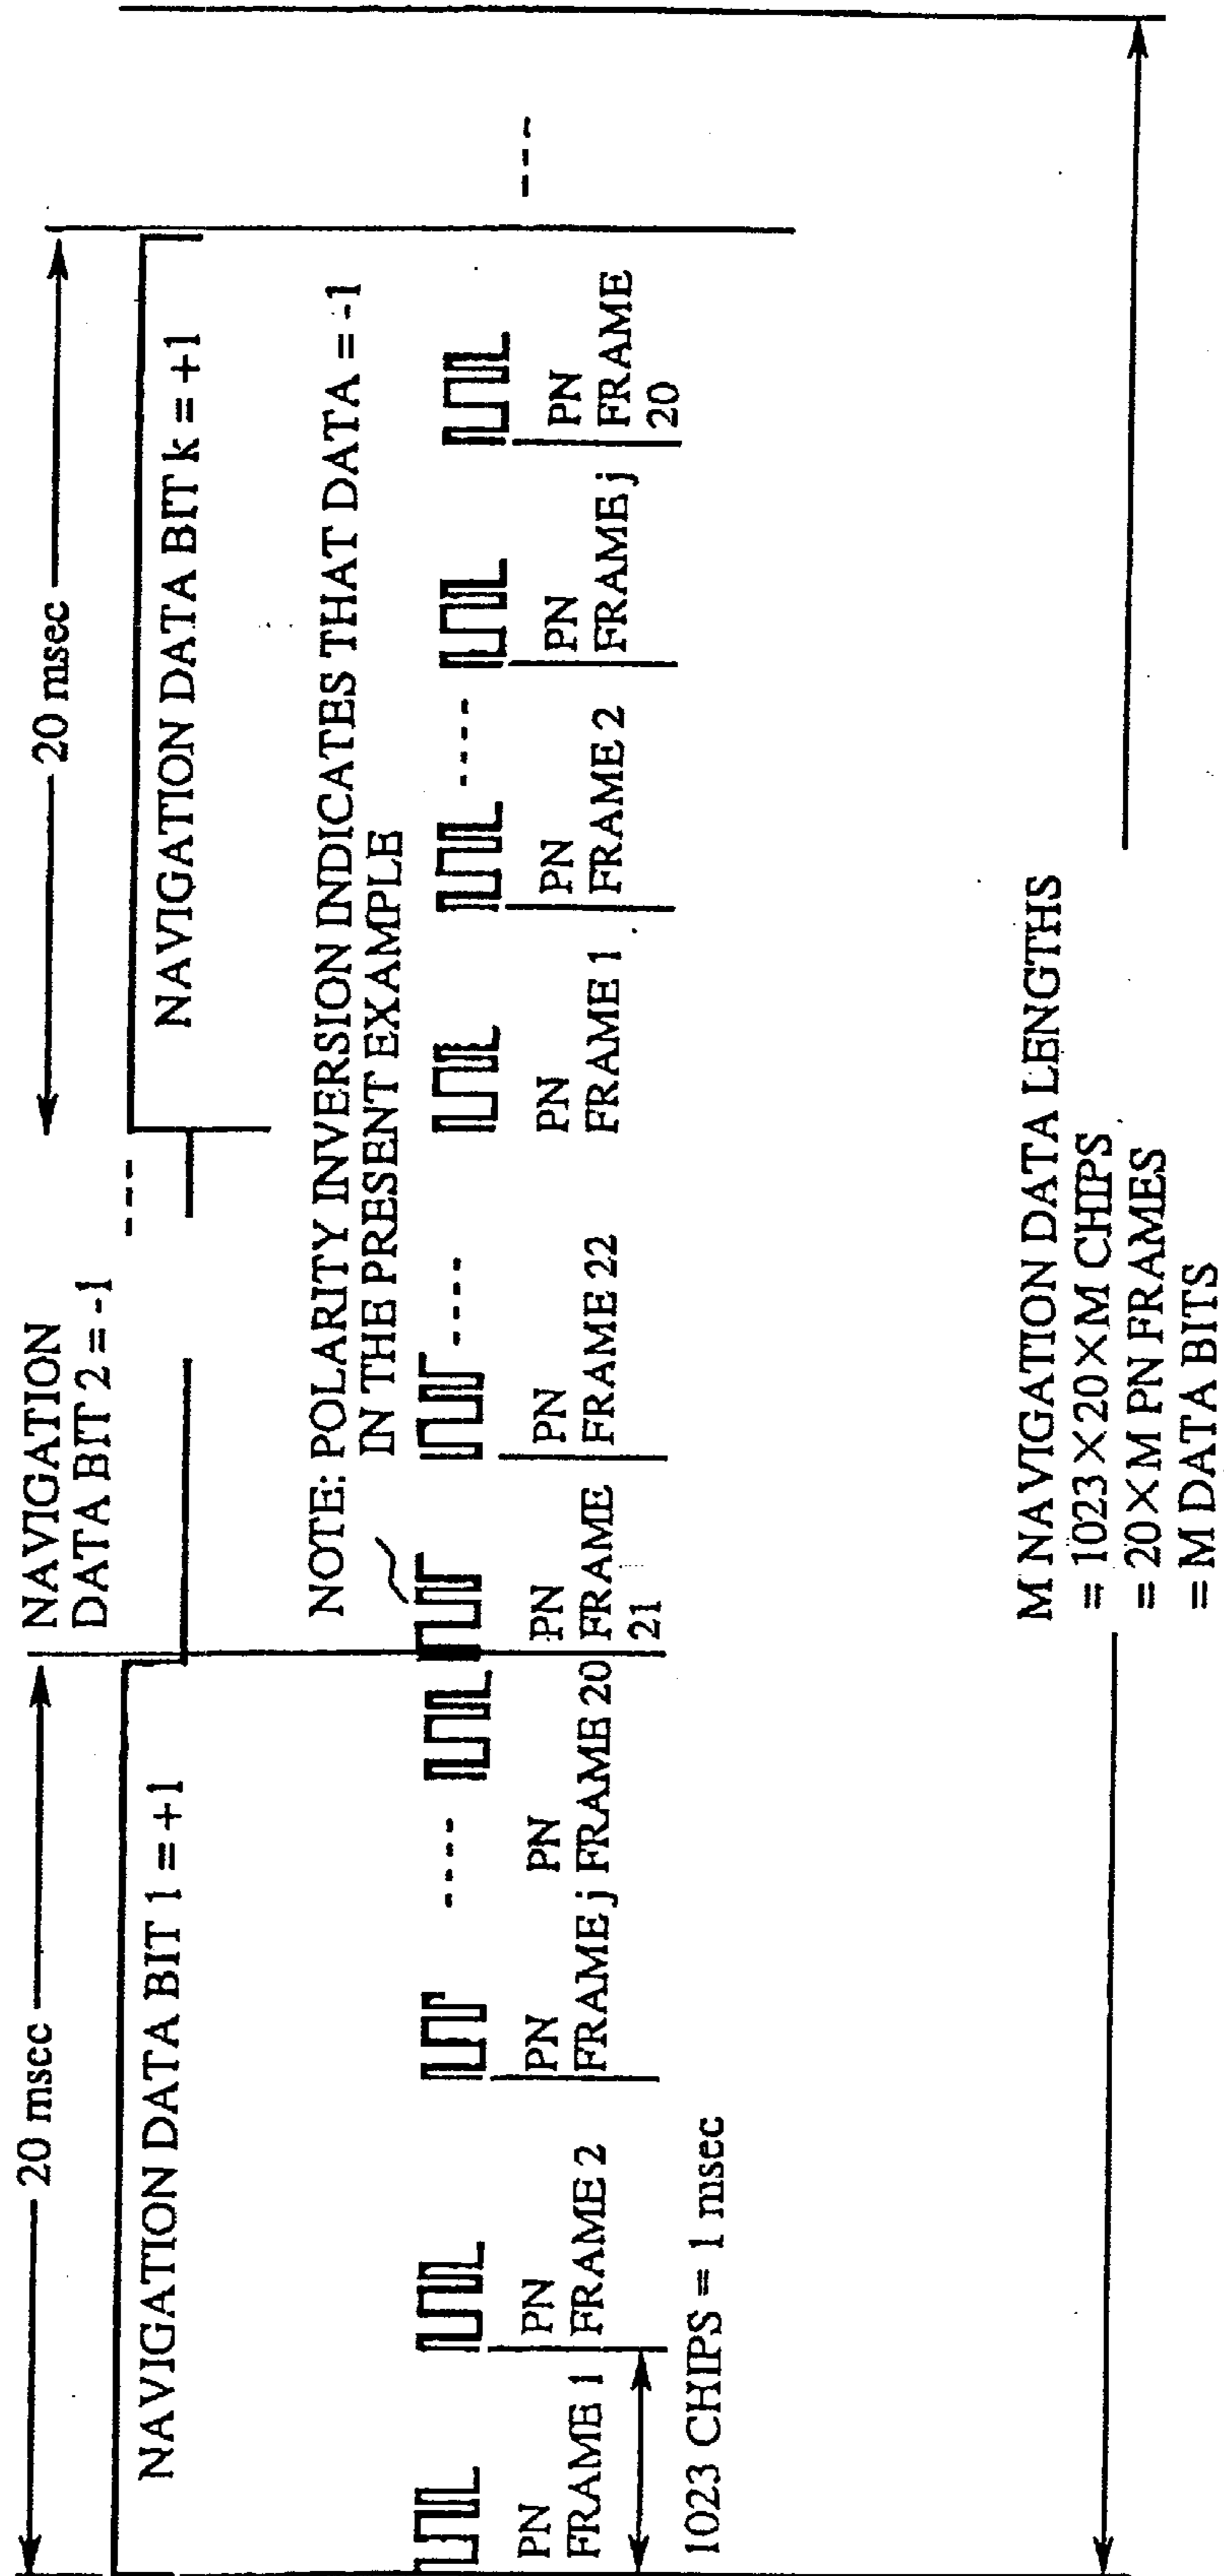 20 msec
NAVIGATION
DATA BIT 2 = -1
---
20 msec
NAVIGATION DATA BIT 1 = +1
NAVIGATION DATA BIT k = +1
NOTE: POLARITY INVERSION INDICATES THAT DATA = -1
IN THE PRESENT EXAMPLE
PN
FRAME 1
PN
FRAME 2
PN
FRAME j
PN
FRAME 20
PN
FRAME
21
PN
FRAME 22
PN
FRAME 1
PN
FRAME 2
PN
FRAME j
PN
FRAME
20
1023 CHIPS = 1 msec
M NAVIGATION DATA LENGTHS
= 1023×20×M CHIPS
= 20×M PN FRAMES
= M DATA BITS